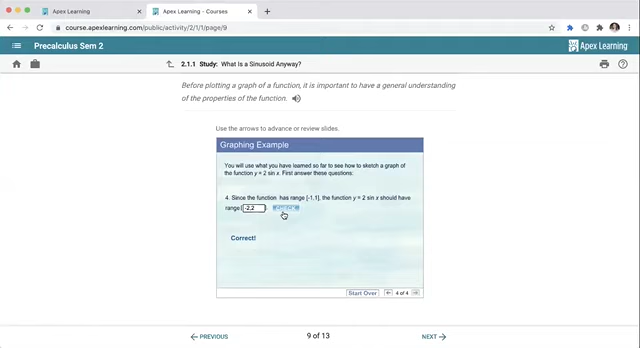 Apex Learning
Apex Learning - Courses
course.apexlearning.com/public/activity/2/1/1/page/9
Precalculus Sem 2
Apex Learning
2.1.1 Study: What Is a Sinusoid Anyway?
Before plotting a graph of a function, it is important to have a general understanding
of the properties of the function.
Use the arrows to advance or review slides.
Graphing Example
You will use what you have learned so far to see how to sketch a graph of
the function y = 2 sin x. First answer these questions:
4. Since the function has range [-1,1], the function y = 2 sin x should have
range [ -2,2 ].
Correct!
Start Over
4 of 4
PREVIOUS
9 of 13
NEXT